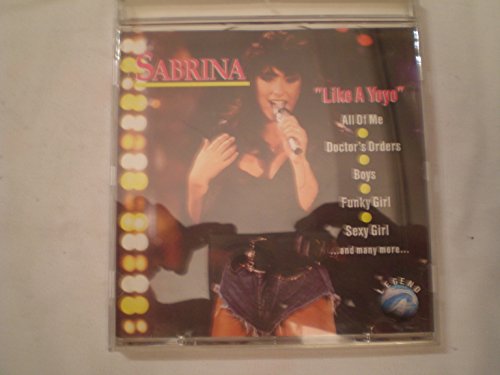 SABRINA
"Like A Yoyo"
All Of Me
Doctor's Orders
Boys
Funky Girl
Sexy Girl
...and many more...
LEGEND